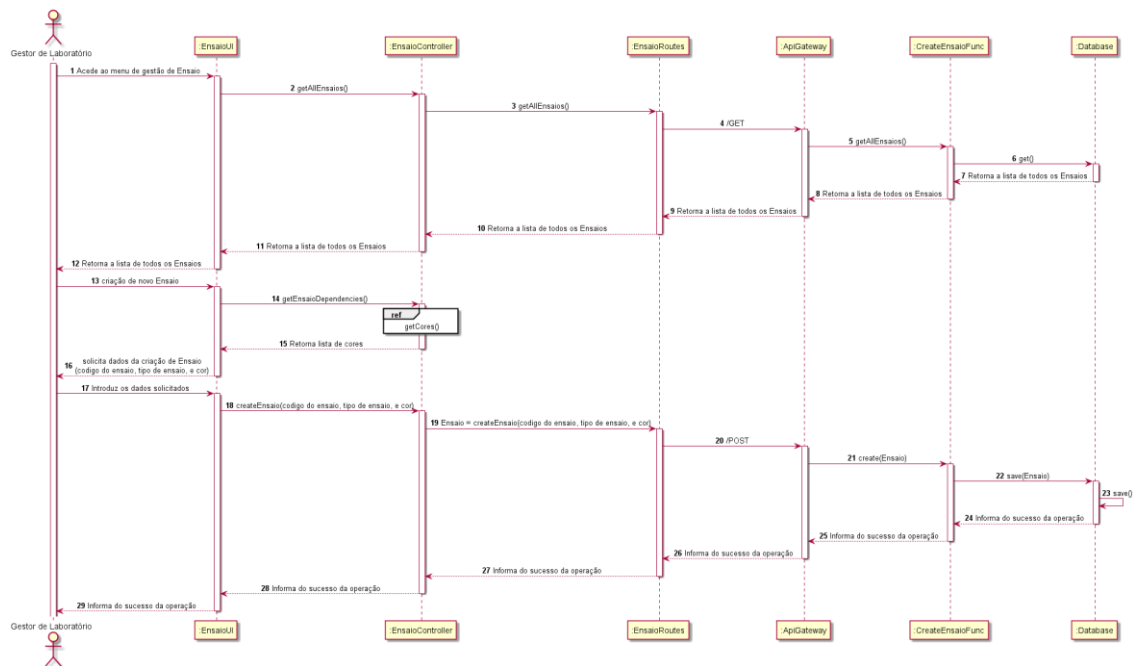 Gestor de Laboratório
:EnsaioUI
:EnsaioController
:EnsaioRoutes
:ApiGateway
:CreateEnsaioFunc
:Database
1 Acede ao menu de gestão de Ensaio
2 getAllEnsaios()
3 getAllEnsaios()
4 /GET
5 getAllEnsaios()
6 get()
7 Retorna a lista de todos os Ensaios
8 Retorna a lista de todos os Ensaios
9 Retorna a lista de todos os Ensaios
10 Retorna a lista de todos os Ensaios
11 Retorna a lista de todos os Ensaios
12 Retorna a lista de todos os Ensaios
13 criação de novo Ensaio
14 getEnsaioDependencies()
ref
getCores()
15 Retorna lista de cores
16 solicita dados da criação de Ensaio
(codigo do ensaio, tipo de ensaio, e cor)
17 Introduz os dados solicitados
18 createEnsaio(codigo do ensaio, tipo de ensaio, e cor)
19 Ensaio = createEnsaio(codigo do ensaio, tipo de ensaio, e cor)
20 /POST
21 create(Ensaio)
22 save(Ensaio)
23 save()
24 Informa do sucesso da operação
25 Informa do sucesso da operação
26 Informa do sucesso da operação
27 Informa do sucesso da operação
28 Informa do sucesso da operação
29 Informa do sucesso da operação
Gestor de Laboratório
:EnsaioUI
:EnsaioController
:EnsaioRoutes
:ApiGateway
:CreateEnsaioFunc
:Database